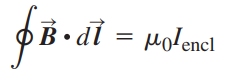 ∮ B⃗ · dl⃗ = μ₀I_encl